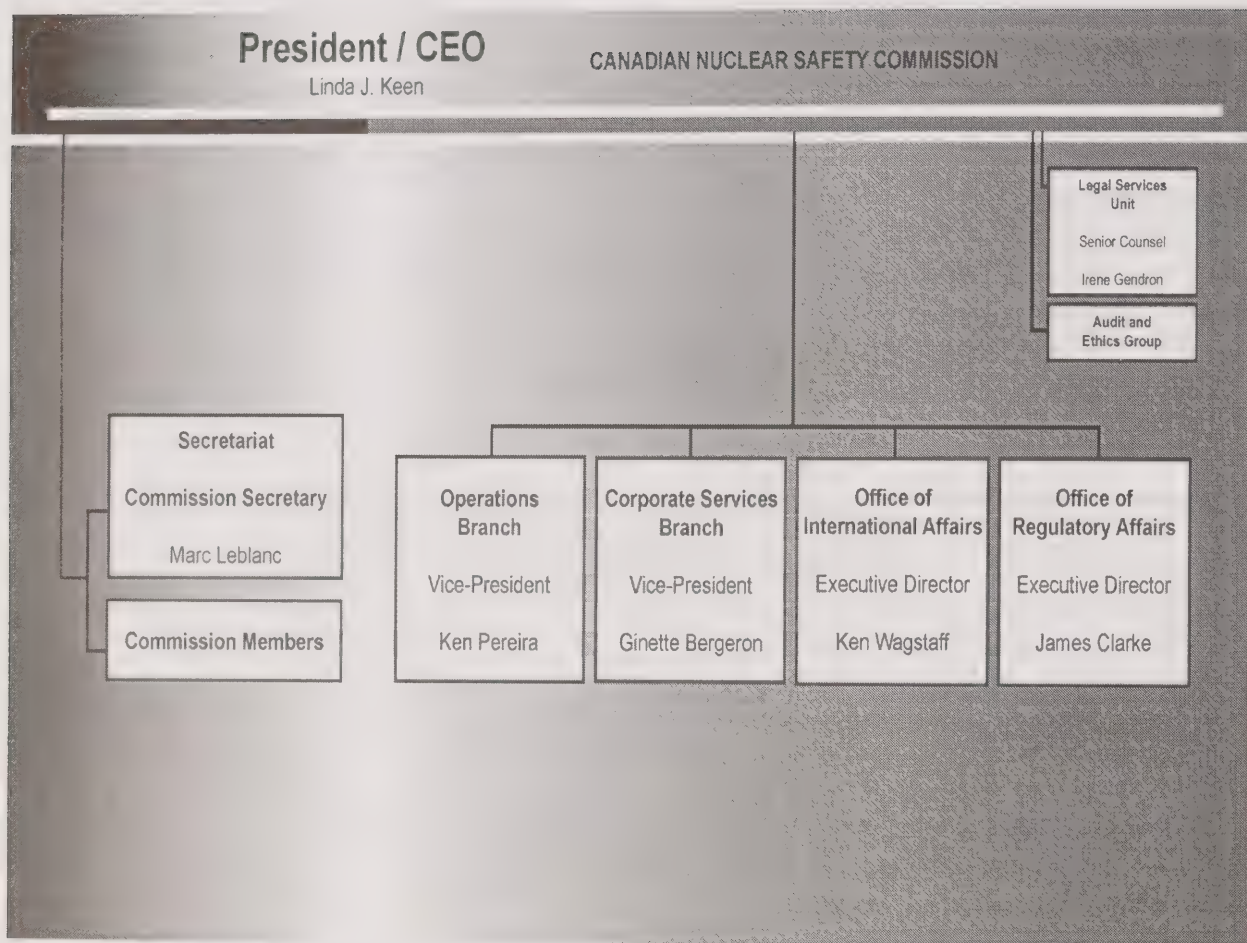 President / CEO
Linda J. Keen
CANADIAN NUCLEAR SAFETY COMMISSION
Legal Services
Unit
Senior Counsel
Irene Gendron
Audit and
Ethics Group
Secretariat
Commission Secretary
Marc Leblanc
Commission Members
Operations
Branch
Vice-President
Ken Pereira
Corporate Services
Branch
Vice-President
Ginette Bergeron
Office of
International Affairs
Executive Director
Ken Wagstaff
Office of
Regulatory Affairs
Executive Director
James Clarke